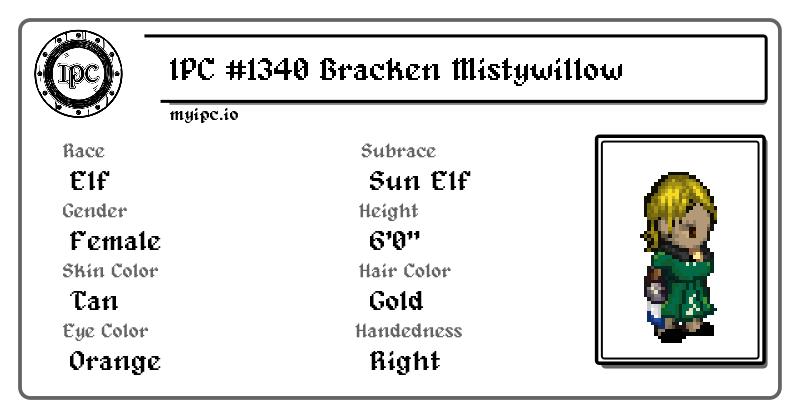 IPC
IPC #1340 Bracken Mistywillow
myipc.io
Race
Elf
Subrace
Sun Elf
Gender
Female
Height
6'0"
Skin Color
Tan
Hair Color
Gold
Eye Color
Orange
Handedness
Right